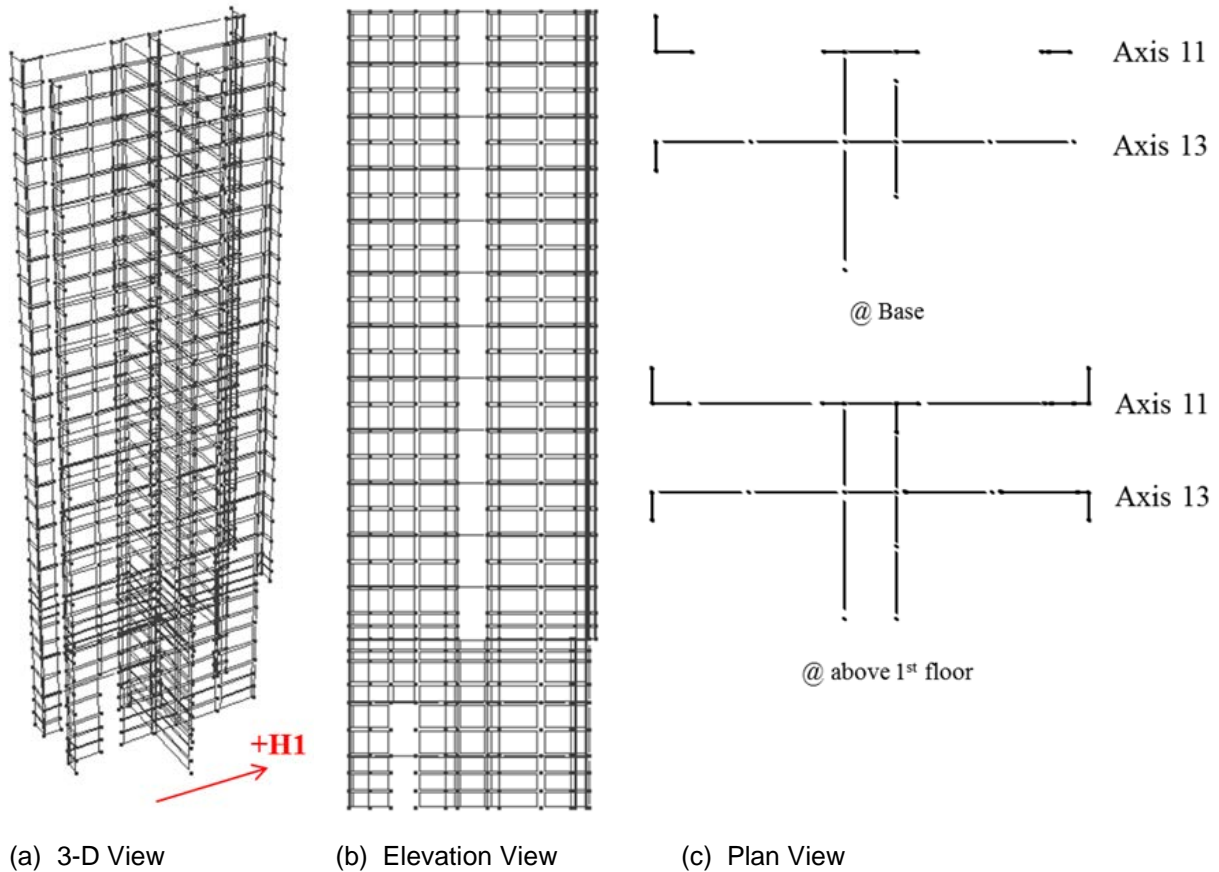 Axis 11
Axis 13
@ Base
Axis 11
Axis 13
@ above 1st floor
+H1
(a) 3-D View
(b) Elevation View
(c) Plan View